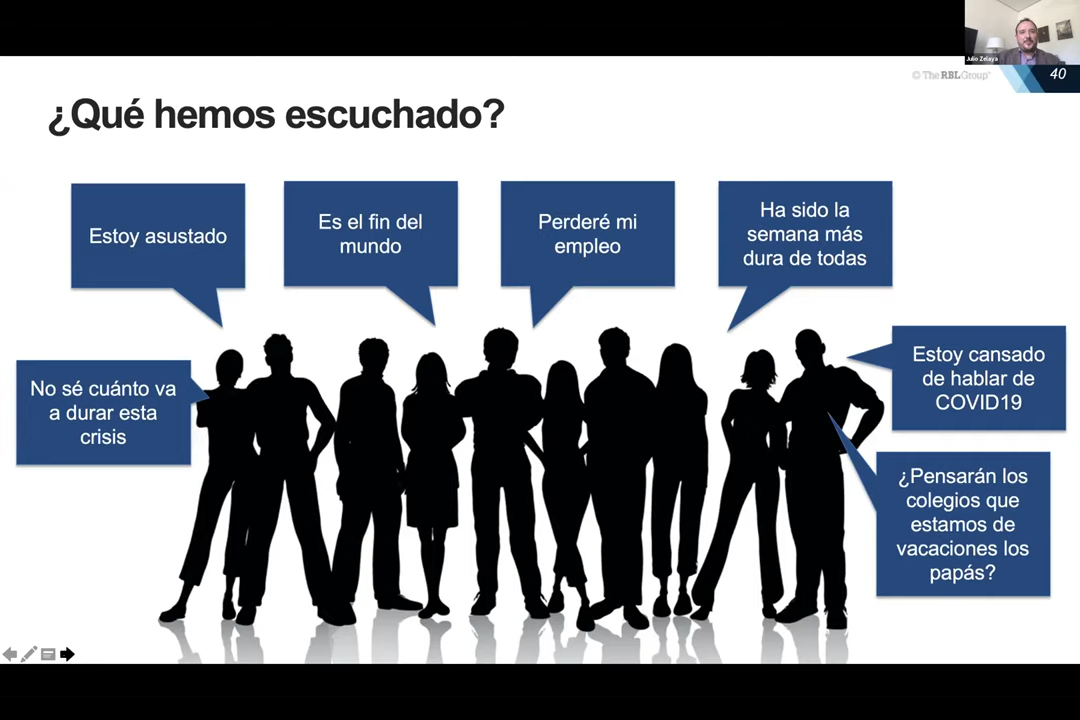 Julio Zelaya
© The RBL Group
40
¿Qué hemos escuchado?
Estoy asustado
Es el fin del
mundo
Perderé mi
empleo
Ha sido la
semana más
dura de todas
No sé cuánto va
a durar esta
crisis
Estoy cansado
de hablar de
COVID19
¿Pensarán los
colegios que
estamos de
vacaciones los
papás?